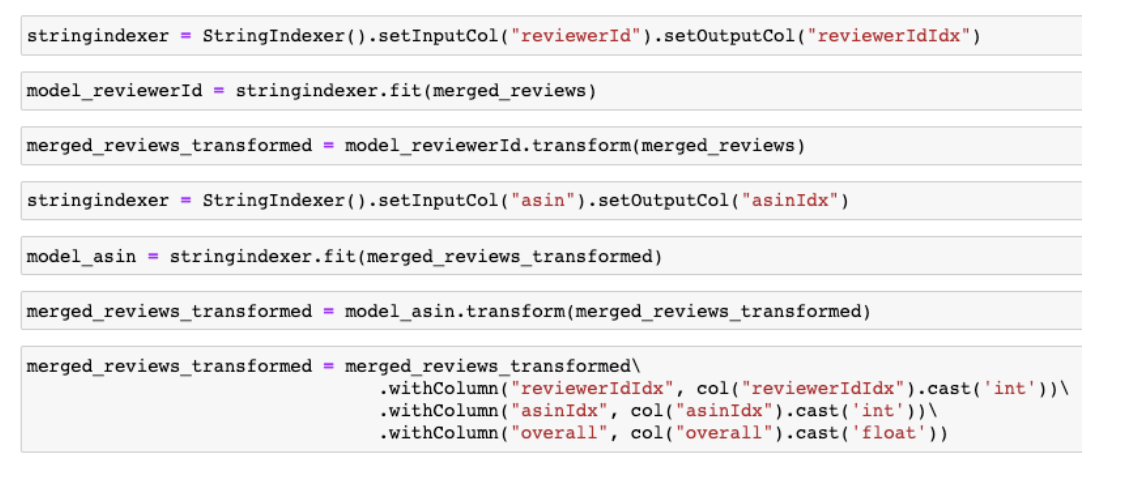 stringindexer = StringIndexer().setInputCol("reviewerId").setOutputCol("reviewerIdIdx")
model_reviewerId = stringindexer.fit(merged_reviews)
merged_reviews_transformed = model_reviewerId.transform(merged_reviews)
stringindexer = StringIndexer().setInputCol("asin").setOutputCol("asinIdx")
model_asin = stringindexer.fit(merged_reviews_transformed)
merged_reviews_transformed = model_asin.transform(merged_reviews_transformed)
merged_reviews_transformed = merged_reviews_transformed\
.withColumn("reviewerIdIdx", col("reviewerIdIdx").cast('int'))\
.withColumn("asinIdx", col("asinIdx").cast('int'))\
.withColumn("overall", col("overall").cast('float'))